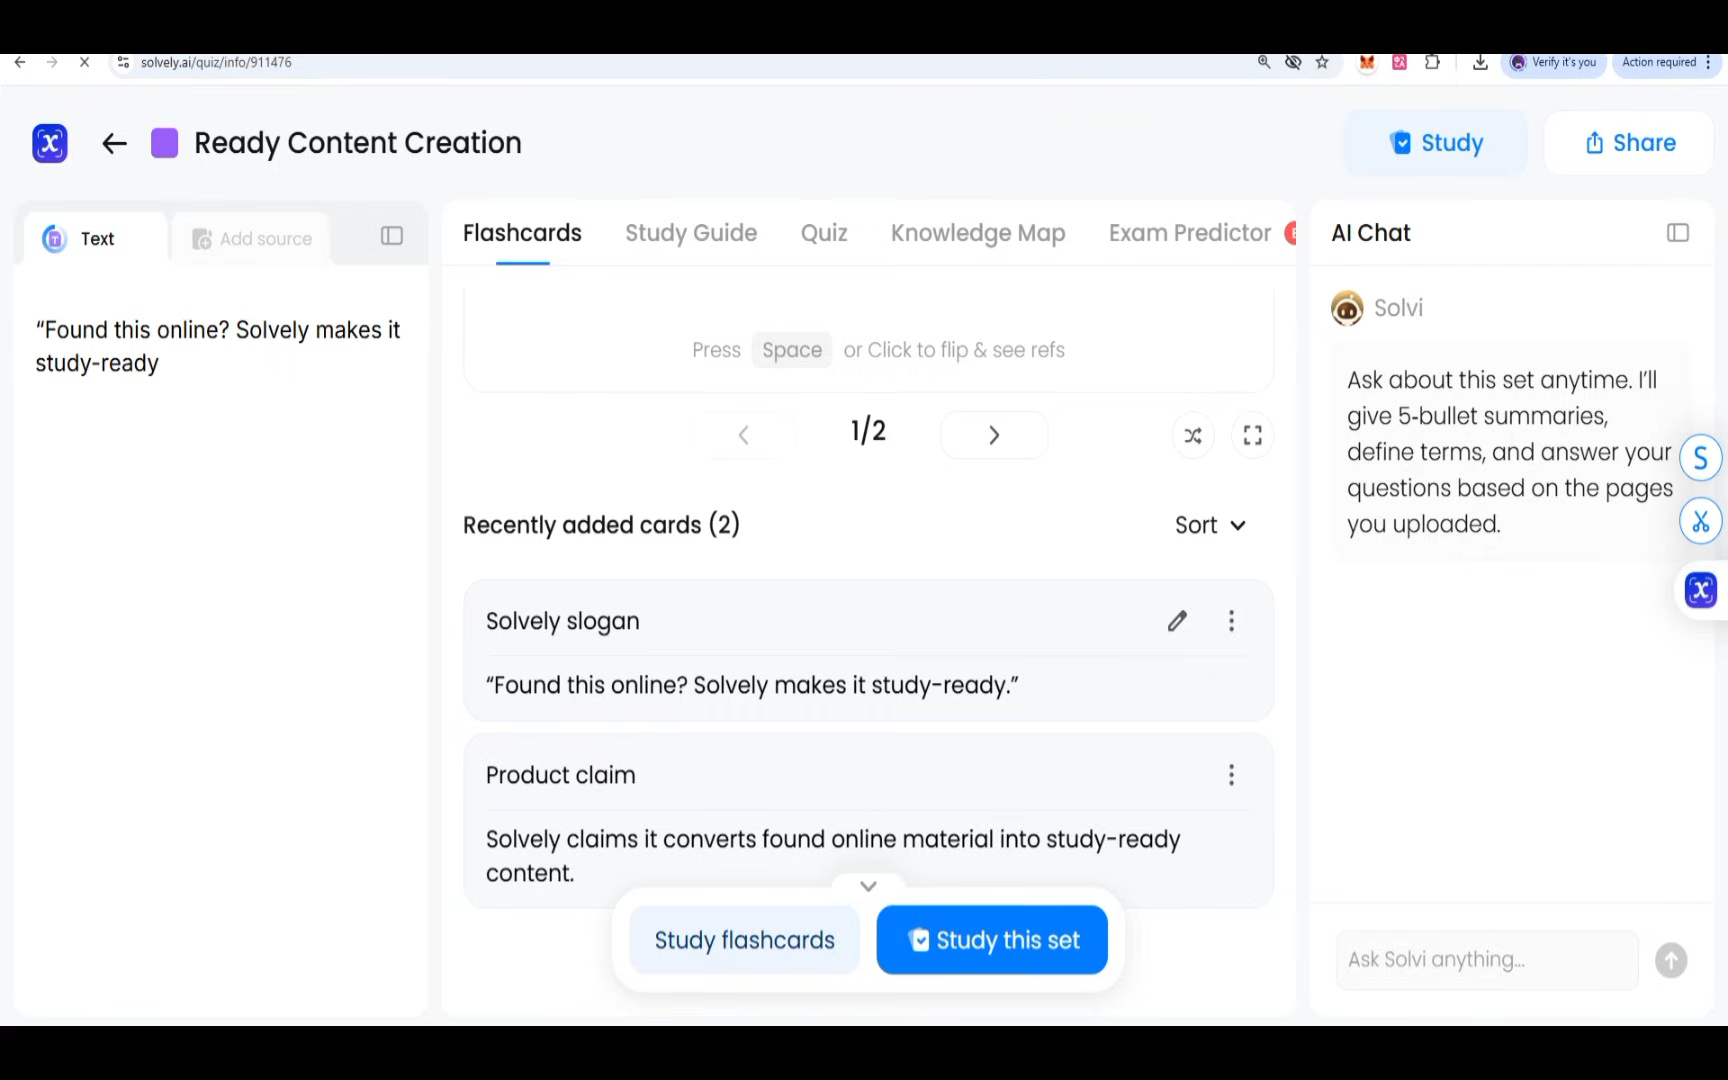 solvely.ai/quiz/info/911476
Verify it's you
Action required
Ready Content Creation
Study
Share
Text
Add source
“Found this online? Solvely makes it
study-ready
Flashcards
Study Guide
Quiz
Knowledge Map
Exam Predictor
Press Space or Click to flip & see refs
1/2
Recently added cards (2)
Sort
Solvely slogan
“Found this online? Solvely makes it study-ready.”
Product claim
Solvely claims it converts found online material into study-ready
content.
Study flashcards
Study this set
AI Chat
Solvi
Ask about this set anytime. I’ll
give 5-bullet summaries,
define terms, and answer your
questions based on the pages
you uploaded.
S
Ask Solvi anything...